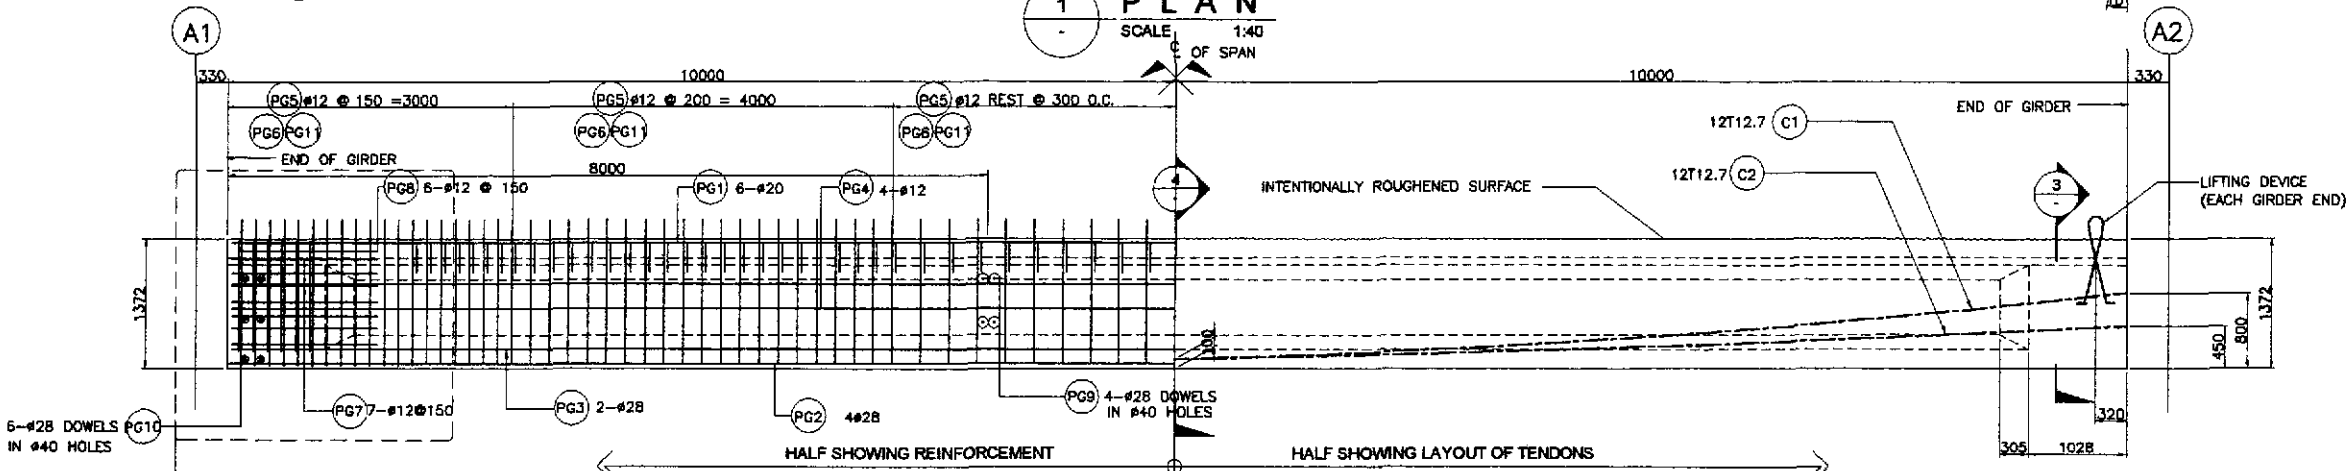 1
-
P L A N
SCALE 1:40
A1
A2
℄ OF SPAN
330
10000
10000
330
PG5 ø12 @ 150 =3000
PG5 ø12 @ 200 = 4000
PG5 ø12 REST @ 300 O.C.
END OF GIRDER
PG6 PG11
PG6 PG11
PG6 PG11
12T12.7 C1
END OF GIRDER
8000
12T12.7 C2
PG8 6-ø12 @ 150
PG1 6-ø20
PG4 4-ø12
4
-
INTENTIONALLY ROUGHENED SURFACE
3
-
LIFTING DEVICE
(EACH GIRDER END)
1372
100
450
800
1372
PG7 7-ø12@150
PG3 2-ø28
PG2 4ø28
PG9 4-ø28 DOWELS
IN ø40 HOLES
6-ø28 DOWELS PG10
IN ø40 HOLES
320
305
1028
HALF SHOWING REINFORCEMENT
HALF SHOWING LAYOUT OF TENDONS